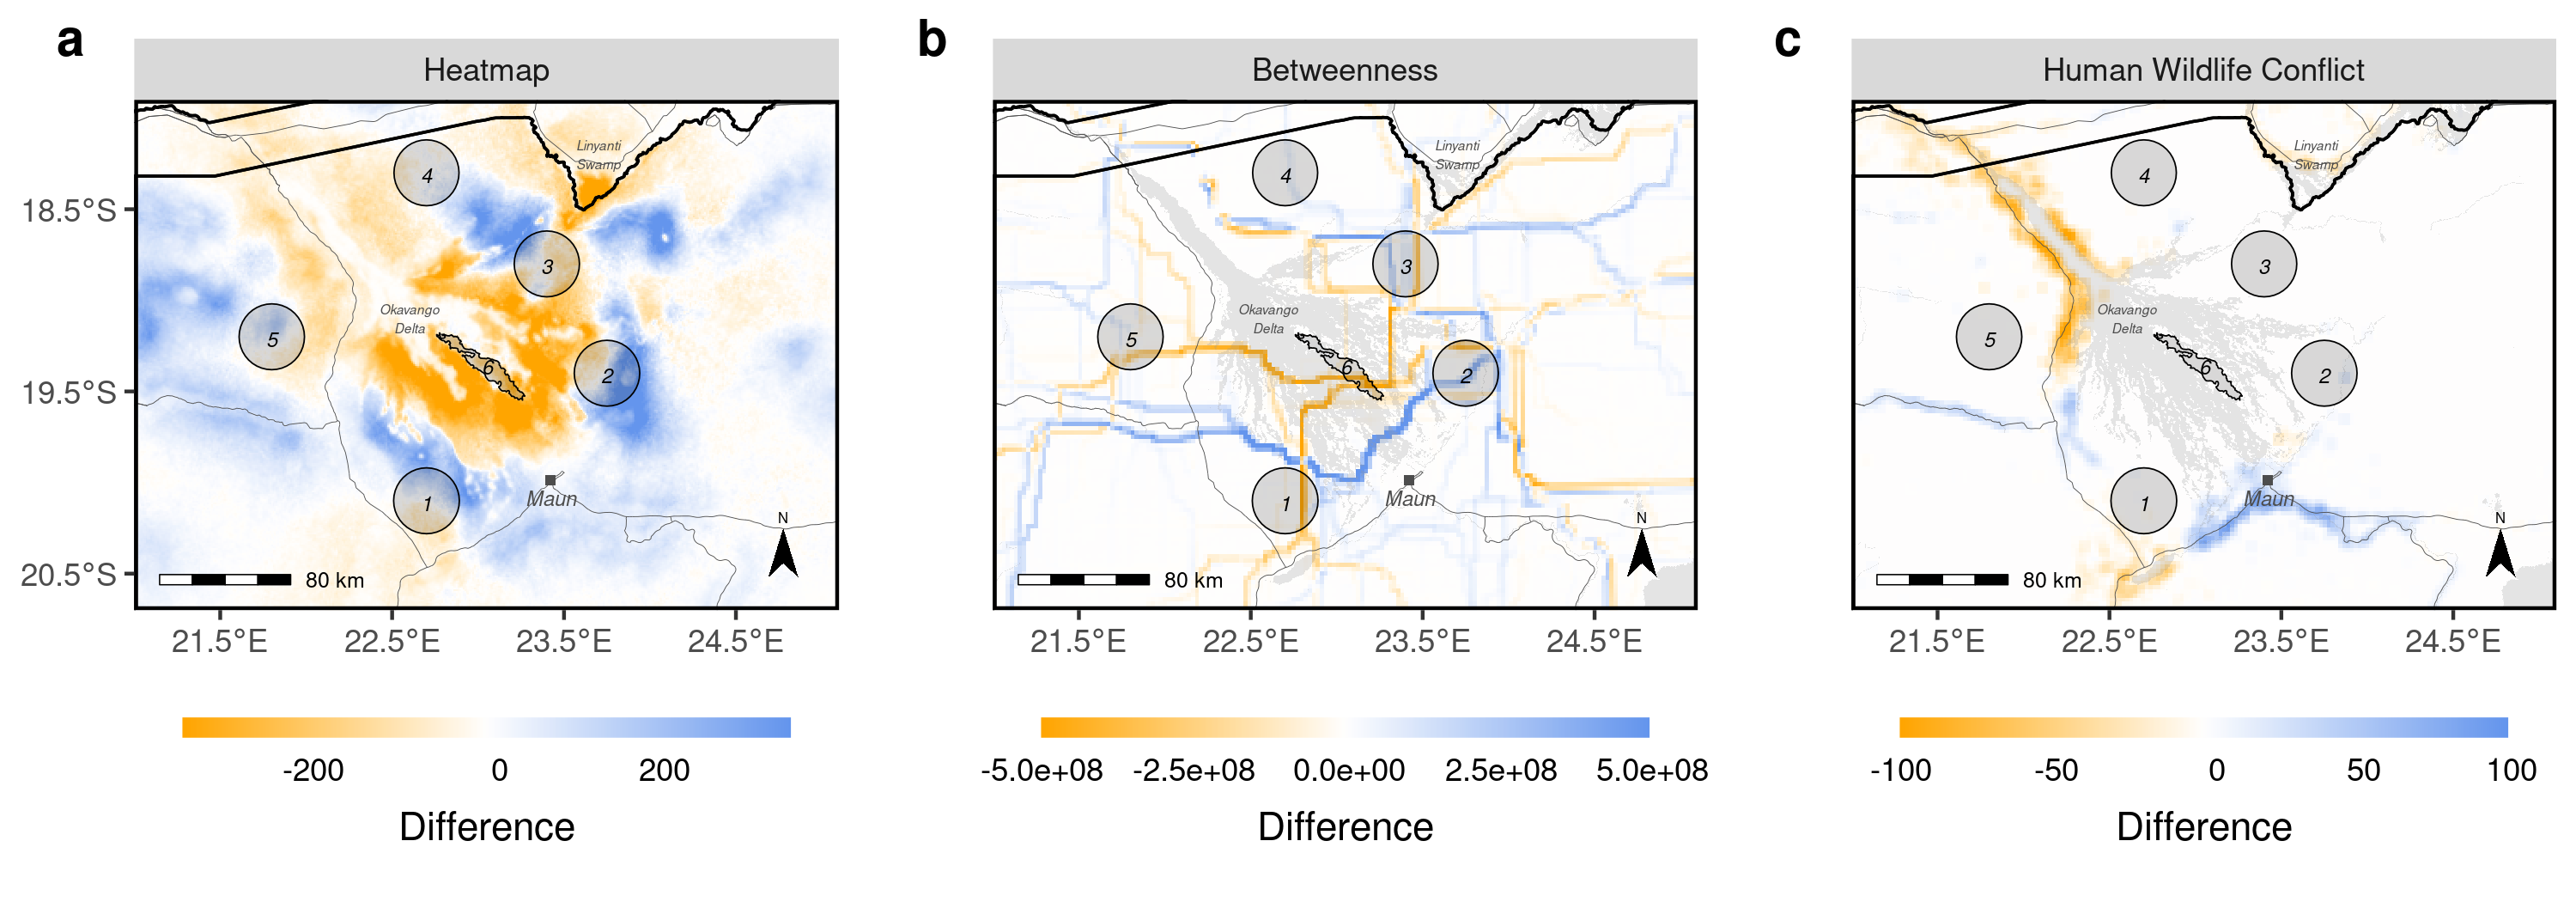 a
Heatmap
Linyanti
Swamp
4
3
Okavango
Delta
5
6
2
1
Maun
N
80 km
18.5°S
19.5°S
20.5°S
21.5°E
22.5°E
23.5°E
24.5°E
-200
0
200
Difference
b
Betweenness
Linyanti
Swamp
4
3
Okavango
Delta
5
6
2
1
Maun
N
80 km
21.5°E
22.5°E
23.5°E
24.5°E
-5.0e+08
-2.5e+08
0.0e+00
2.5e+08
5.0e+08
Difference
c
Human Wildlife Conflict
Linyanti
Swamp
4
3
Okavango
Delta
5
6
2
1
Maun
N
80 km
21.5°E
22.5°E
23.5°E
24.5°E
-100
-50
0
50
100
Difference